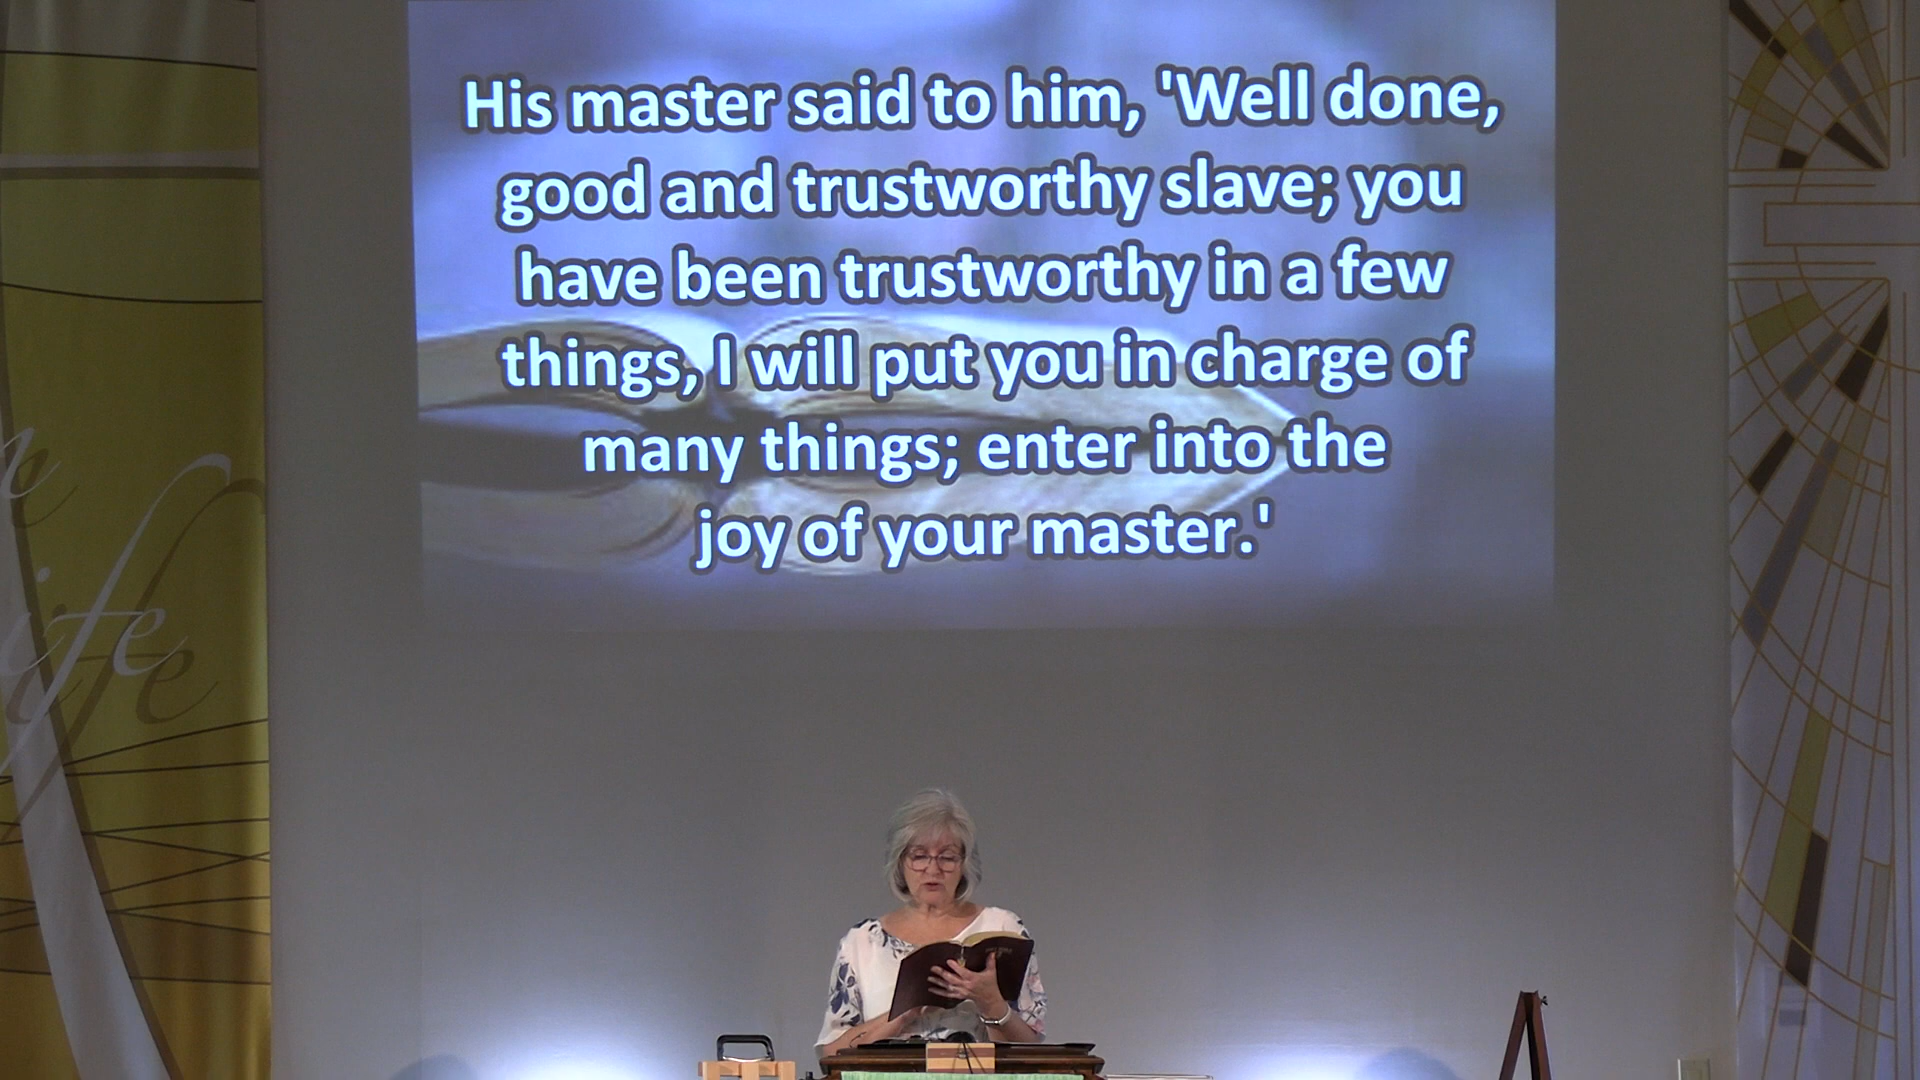 His master said to him, 'Well done,
good and trustworthy slave; you
have been trustworthy in a few
things, I will put you in charge of
many things; enter into the
joy of your master.'
ife